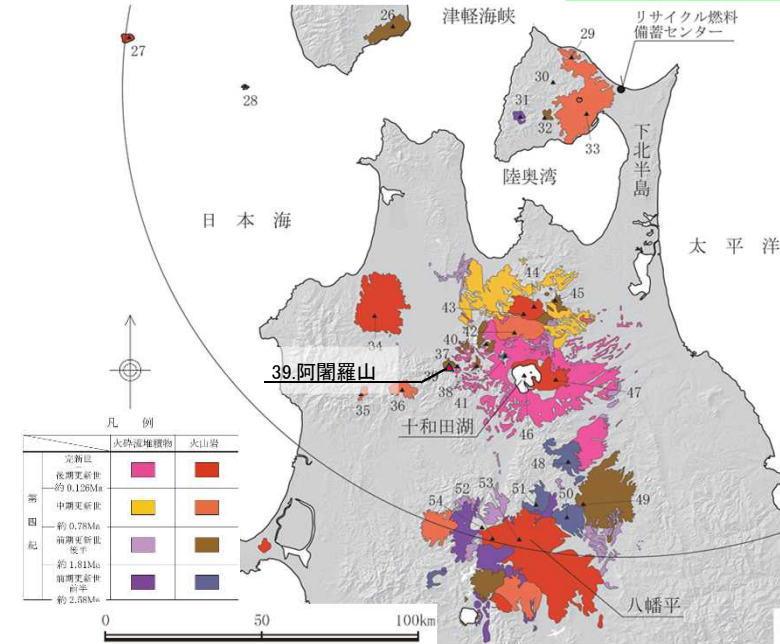 津軽海峡
リサイクル燃料
備蓄センター
26
27
28
29
30
31
32
33
下北半島
陸奥湾
日本海
太平洋
44
45
43
42
40
37
39
38
41
34
39.阿闍羅山
47
35
36
46
十和田湖
48
49
50
51
52
53
54
八幡平
凡 例
火砕流堆積物
火山岩
第四紀
完新世
後期更新世
約0.126Ma
中期更新世
約0.78Ma
前期更新世
後半
約1.81Ma
前期更新世
前半
約2.58Ma
0
50
100km